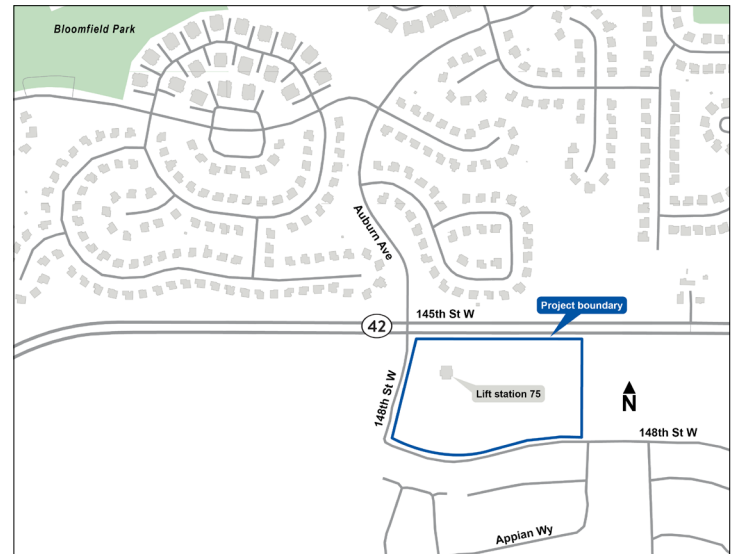 Bloomfield Park
Auburn Ave
145th St W
42
Project boundary
148th St W
Lift station 75
N
148th St W
Appian Wy